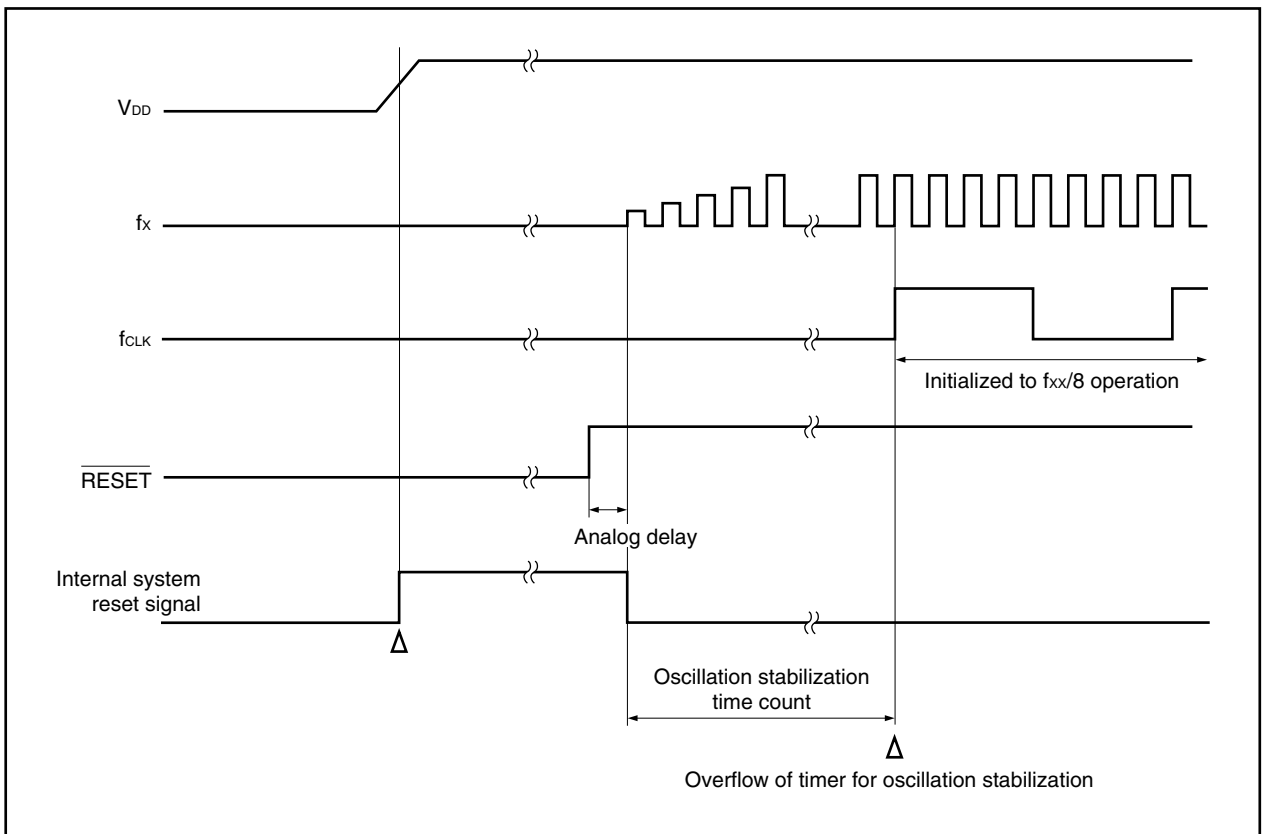 VDD
fX
fCLK
Initialized to fXX/8 operation
RESET
Analog delay
Internal system
reset signal
Oscillation stabilization
time count
Overflow of timer for oscillation stabilization